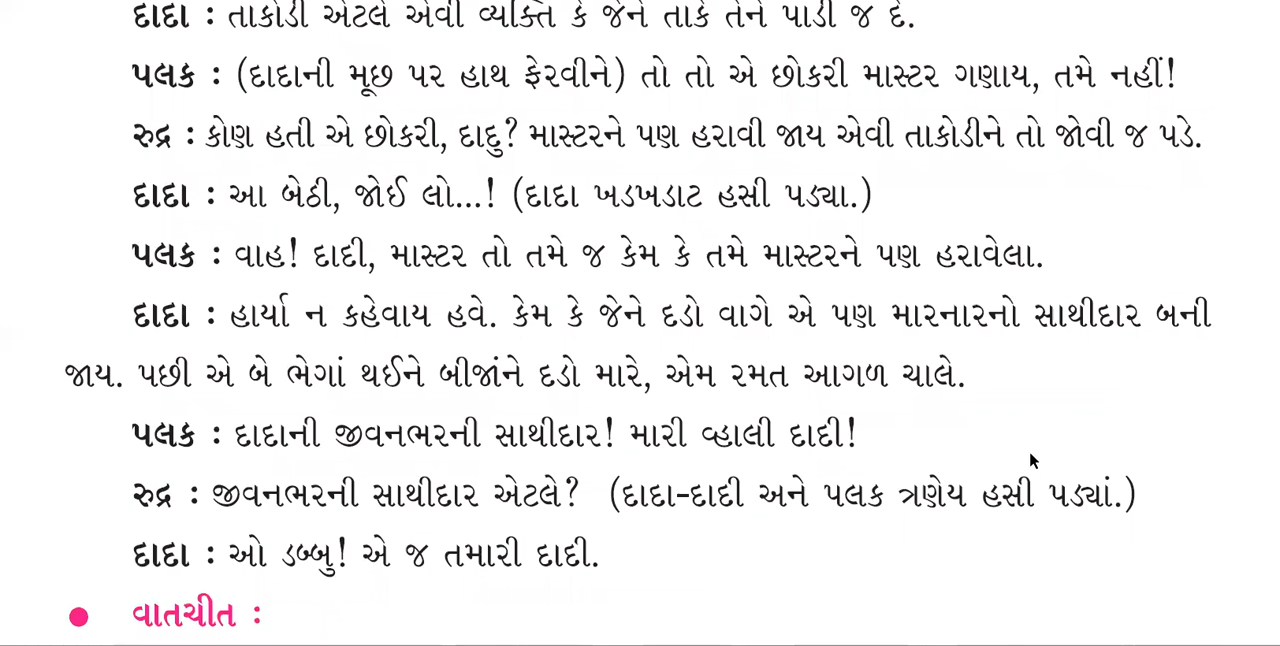 દાદા : તાકોડી એટલે એવી વ્યક્તિ કે જેને તાકે તેને પાડી જ દે.
પલક : (દાદાની મૂછ પર હાથ ફેરવીને) તો તો એ છોકરી માસ્ટર ગણાય, તમે નહીં!
રુદ્ર : કોણ હતી એ છોકરી, દાદુ? માસ્ટરને પણ હરાવી જાય એવી તાકોડીને તો જોવી જ પડે.
દાદા : આ બેઠી, જોઈ લો...! (દાદા ખડખડાટ હસી પડ્યા.)
પલક : વાહ! દાદી, માસ્ટર તો તમે જ કેમ કે તમે માસ્ટરને પણ હરાવેલા.
દાદા : હાર્યા ન કહેવાય હવે. કેમ કે જેને દડો વાગે એ પણ મારનારનો સાથીદાર બની
જાય. પછી એ બે ભેગાં થઈને બીજાંને દડો મારે, એમ રમત આગળ ચાલે.
પલક : દાદાની જીવનભરની સાથીદાર! મારી વ્હાલી દાદી!
રુદ્ર : જીવનભરની સાથીદાર એટલે? (દાદા-દાદી અને પલક ત્રણેય હસી પડ્યાં.)
દાદા : ઓ ડબ્બુ! એ જ તમારી દાદી.
● વાતચીત :